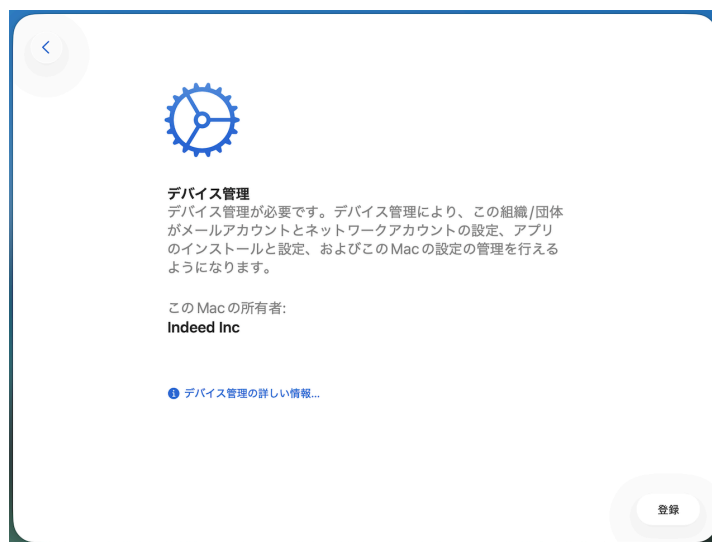 デバイス管理
デバイス管理が必要です。デバイス管理により、この組織/団体
がメールアカウントとネットワークアカウントの設定、アプリ
のインストールと設定、およびこのMacの設定の管理を行える
ようになります。
このMacの所有者:
Indeed Inc
デバイス管理の詳しい情報...
登録